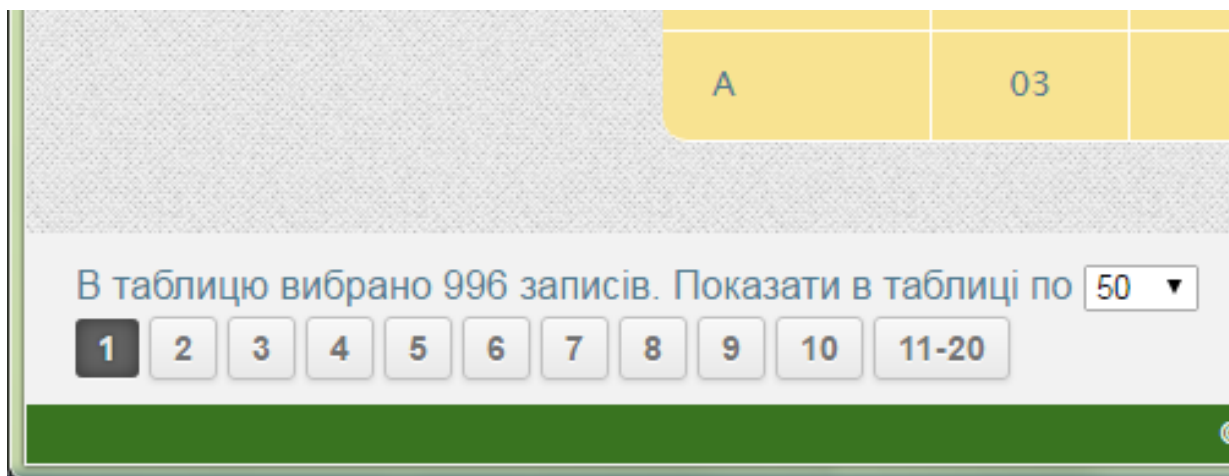 А 03
В таблицю вибрано 996 записів. Показати в таблиці по 50
1 2 3 4 5 6 7 8 9 10 11-20